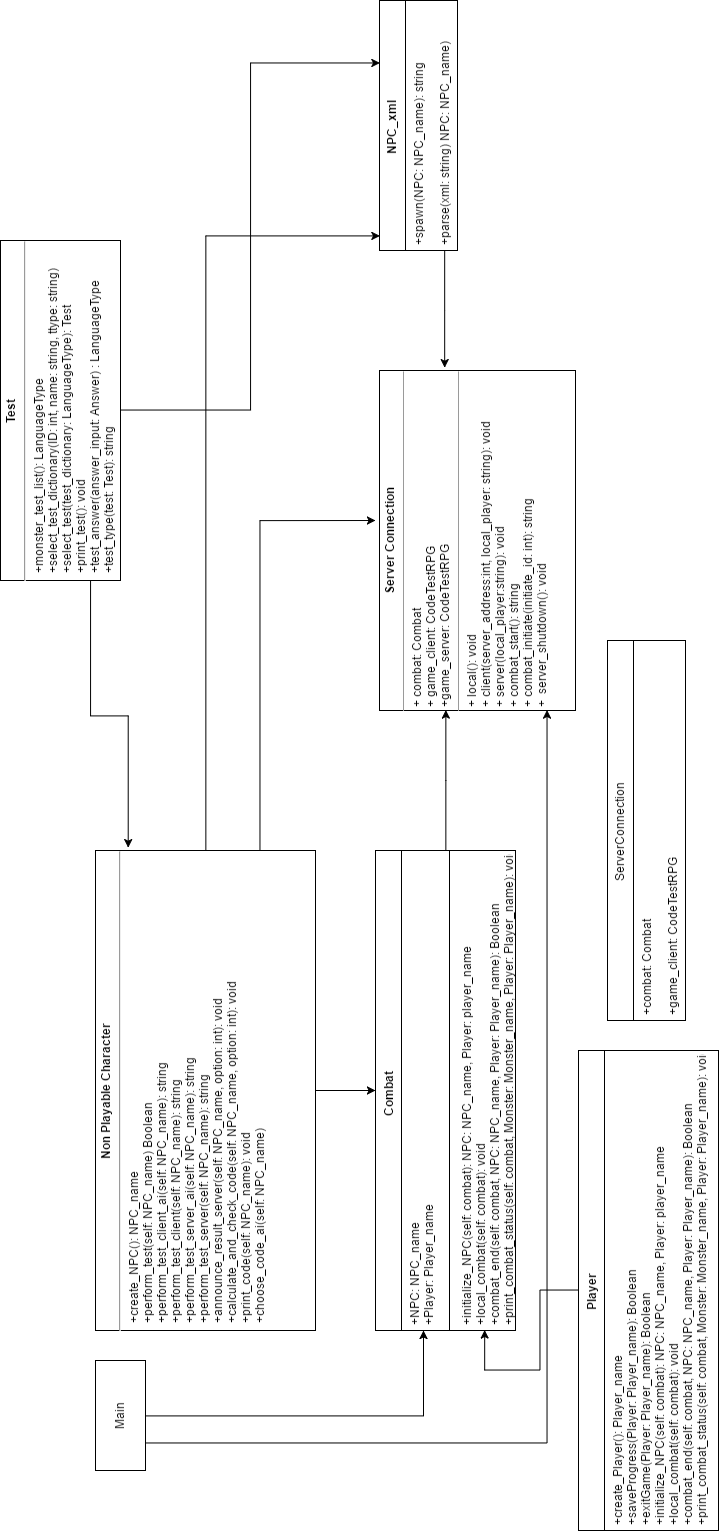 Test
+monster_test_list(): LanguageType
+select_test_dictionary(ID: int, name: string, ttype: string)
+select_test(test_dictionary: LanguageType): Test
+print_test(): void
+test_answer(answer_input: Answer) : LanguageType
+test_type(test: Test): string
NPC_xml
+spawn(NPC: NPC_name): string
+parse(xml: string) NPC: NPC_name)
Server Connection
+ combat: Combat
+ game_client: CodeTestRPG
+game_server: CodeTestRPG
+ local(): void
+ client(server_address:int, local_player: string): void
+ server(local_player:string): void
+ combat_start(): string
+ combat_initiate(initiate_id: int): string
+ server_shutdown(): void
Non Playable Character
+create_NPC(): NPC_name
+perform_test(self: NPC_name) Boolean
+perform_test_client_ai(self: NPC_name): string
+perform_test_client(self: NPC_name): string
+perform_test_server_ai(self: NPC_name): string
+perform_test_server(self: NPC_name): string
+announce_result_server(self: NPC_name, option: int): void
+calculate_and_check_code(self: NPC_name, option: int): void
+print_code(self: NPC_name): void
+choose_code_ai(self: NPC_name)
Combat
+NPC: NPC_name
+Player: Player_name
+initialize_NPC(self: combat): NPC: NPC_name, Player: player_name
+local_combat(self: combat): void
+combat_end(self: combat, NPC: NPC_name, Player: Player_name): Boolean
+print_combat_status(self: combat, Monster: Monster_name, Player: Player_name): voi
ServerConnection
+combat: Combat
+game_client: CodeTestRPG
Main
Player
+create_Player(): Player_name
+saveProgress(Player: Player_name): Boolean
+exitGame(Player: Player_name): Boolean
+initialize_NPC(self: combat): NPC: NPC_name, Player: player_name
+local_combat(self: combat): void
+combat_end(self: combat, NPC: NPC_name, Player: Player_name): Boolean
+print_combat_status(self: combat, Monster: Monster_name, Player: Player_name): voi